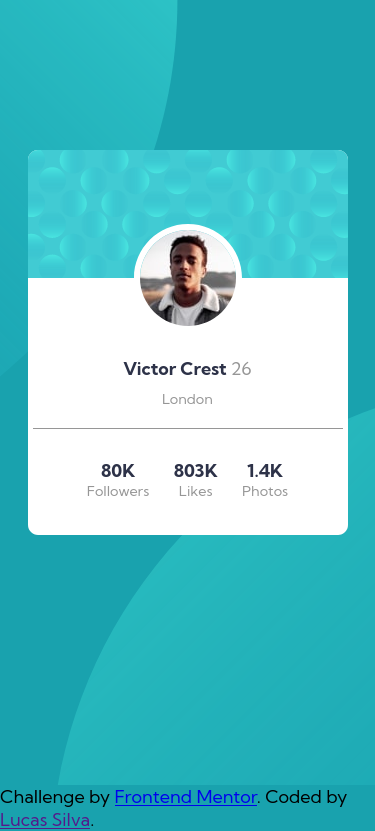 Victor Crest 26
London
80K 803K 1.4K
Followers Likes Photos
Challenge by Frontend Mentor. Coded by
Lucas Silva.